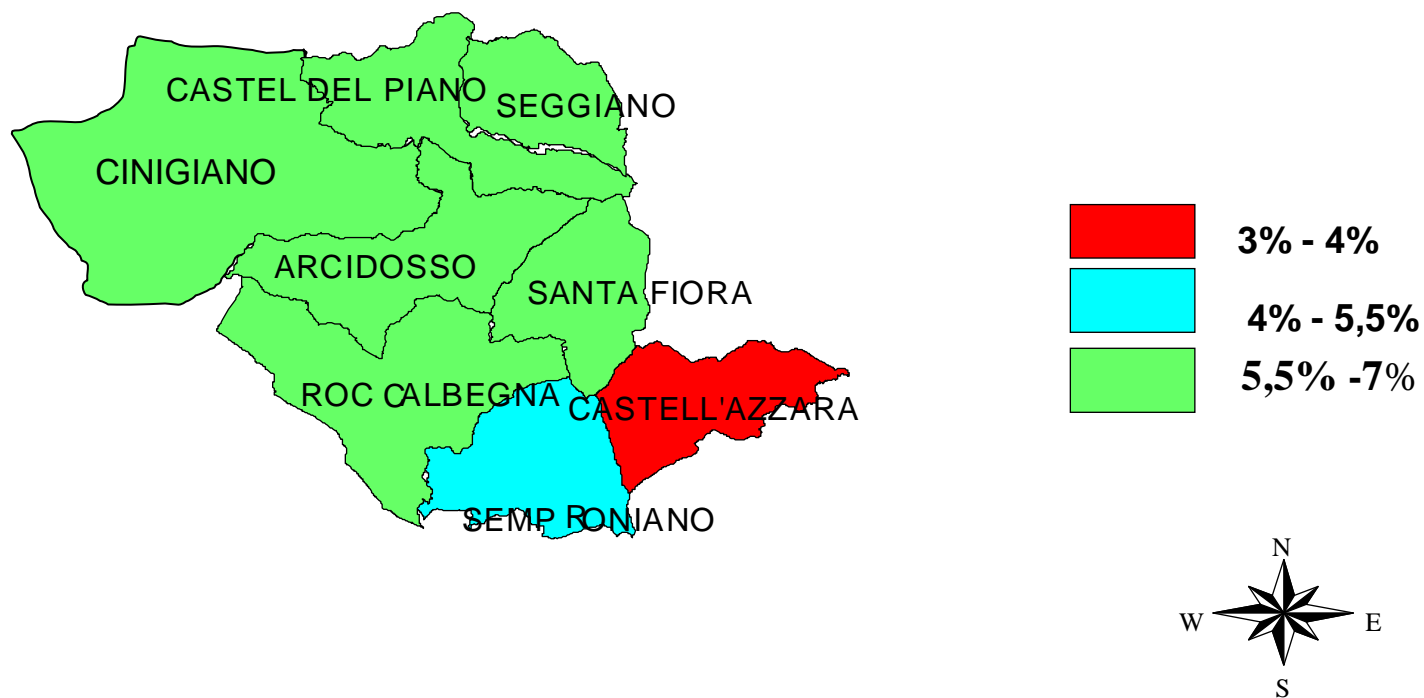 CASTEL DEL PIANO
SEGGIANO
CINIGIANO
ARCIDOSSO
SANTA FIORA
ROC CALBEGNA
CASTELL'AZZARA
SEMP RONIANO
3% - 4%
4% - 5,5%
5,5% -7%
N
W
E
S